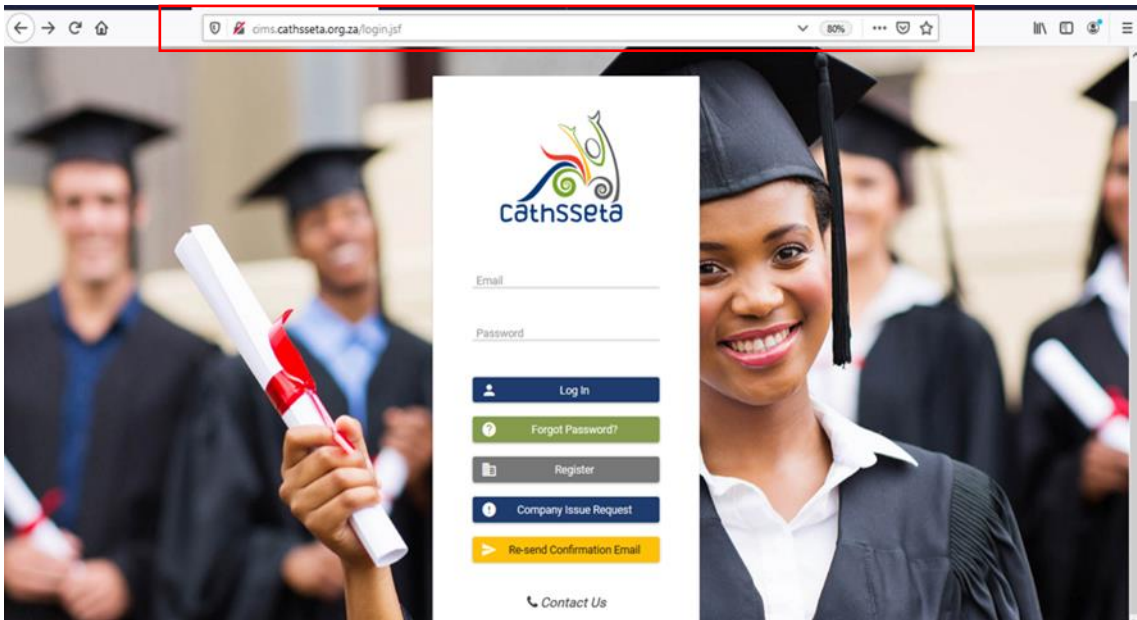 cims.cathsseta.org.za/login.jsf 80%
cathsseta
Email
Password
Log In
Forgot Password?
Register
Company Issue Request
Re-send Confirmation Email
Contact Us